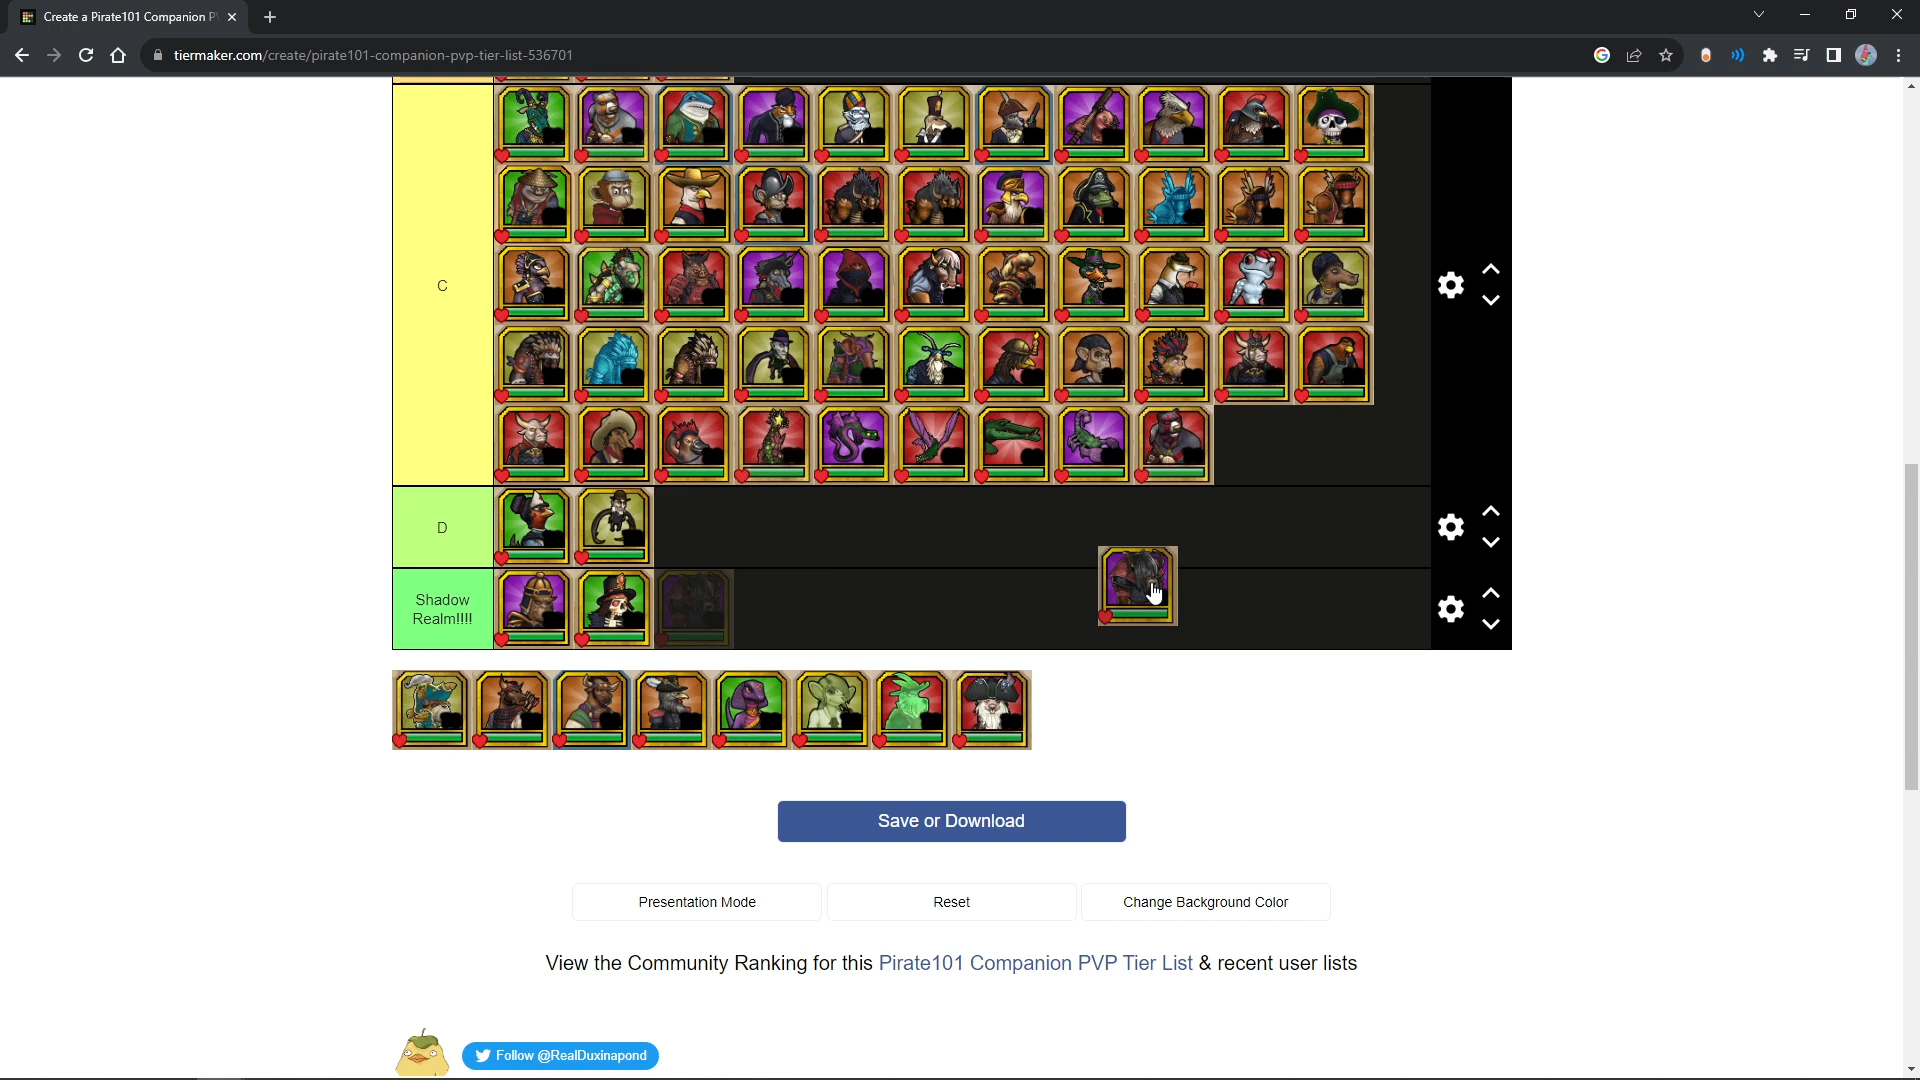 Create a Pirate101 Companion P
tiermaker.com/create/pirate101-companion-pvp-tier-list-536701
C
D
Shadow
Realm!!!!
Save or Download
Presentation Mode
Reset
Change Background Color
View the Community Ranking for this Pirate101 Companion PVP Tier List & recent user lists
Follow @RealDuxinapond